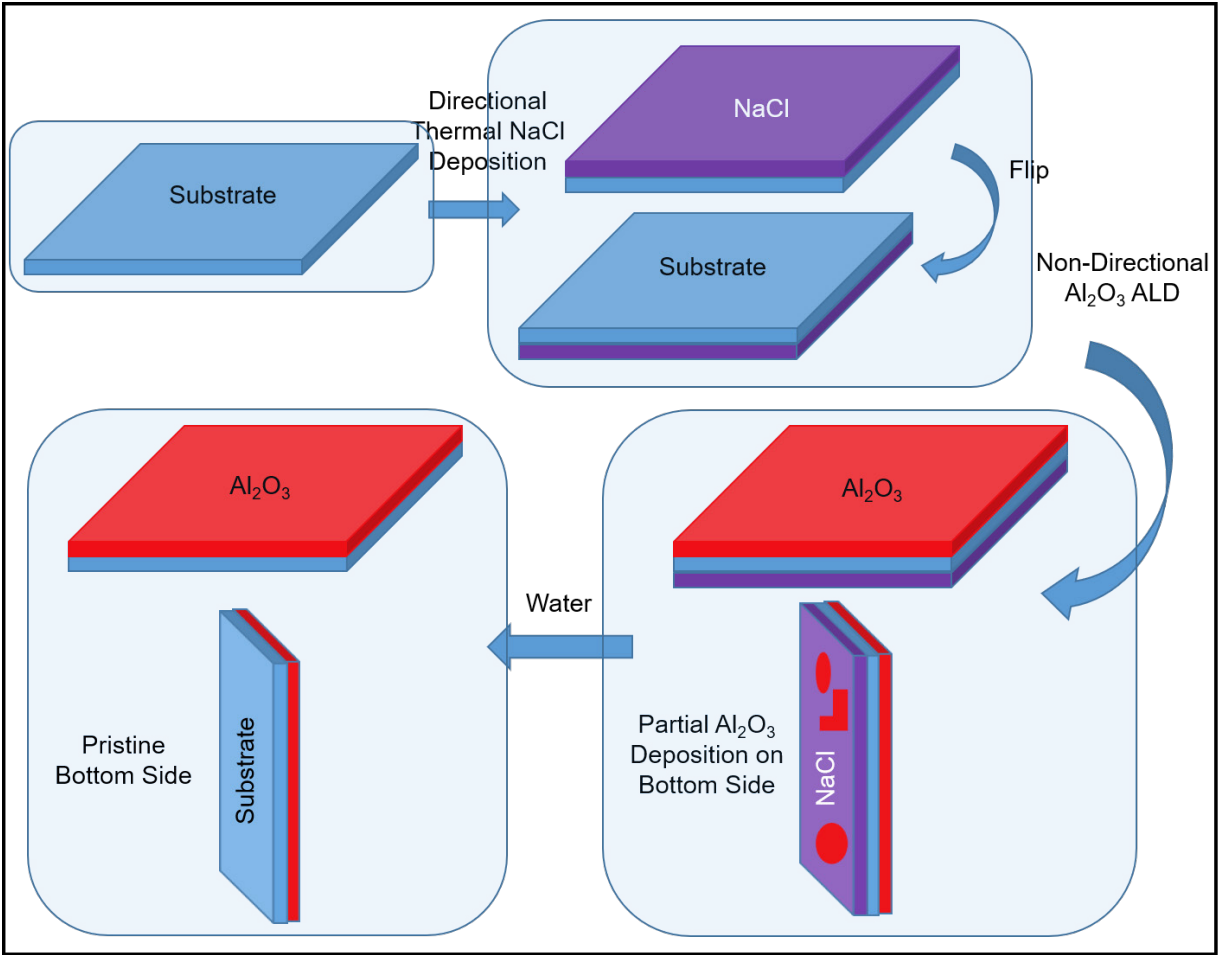 Substrate
Directional
Thermal NaCl
Deposition
NaCl
Flip
Substrate
Non-Directional
Al₂O₃ ALD
Al₂O₃
Partial Al₂O₃
Deposition on
Bottom Side
NaCl
Water
Al₂O₃
Pristine
Bottom Side
Substrate